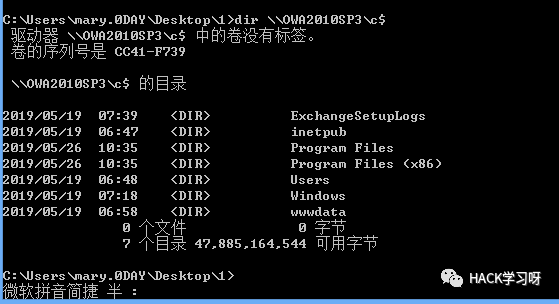 C:\Users\mary.0DAY\Desktop\1>dir \\OWA2010SP3\c$
驱动器 \\OWA2010SP3\c$ 中的卷没有标签。
卷的序列号是 CC41-F739
\\OWA2010SP3\c$ 的目录
2019/05/19 07:39 <DIR> ExchangeSetupLogs
2019/05/19 06:47 <DIR> inetpub
2019/05/26 10:35 <DIR> Program Files
2019/05/26 10:35 <DIR> Program Files (x86)
2019/05/19 06:48 <DIR> Users
2019/05/19 07:18 <DIR> Windows
2019/05/19 06:58 <DIR> wwwdata
0 个文件 0 字节
7 个目录 47,885,164,544 可用字节
C:\Users\mary.0DAY\Desktop\1>
微软拼音简捷 半 :
HACK学习呀